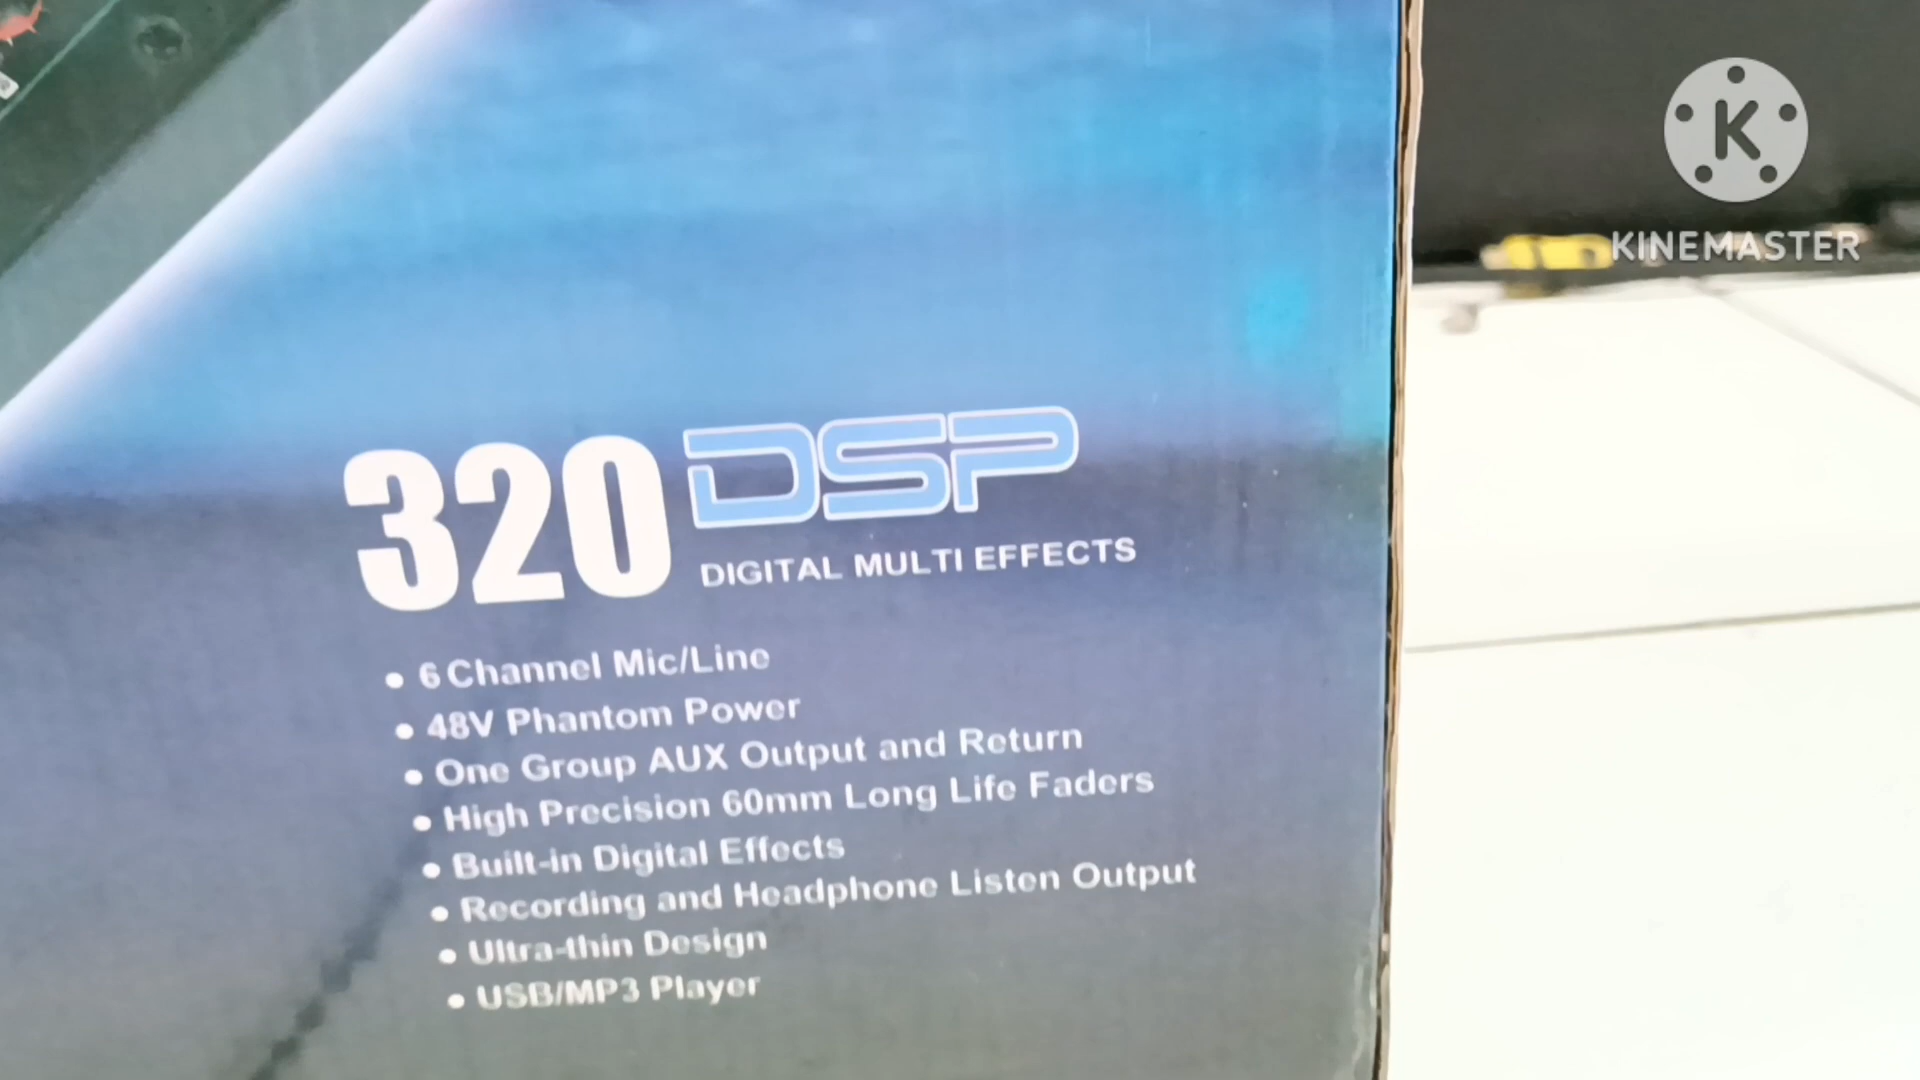 K
KINEMASTER
320 DSP
DIGITAL MULTI EFFECTS
• 6 Channel Mic/Line
• 48V Phantom Power
• One Group AUX Output and Return
• High Precision 60mm Long Life Faders
• Built-in Digital Effects
• Recording and Headphone Listen Output
• Ultra-thin Design
• USB/MP3 Player